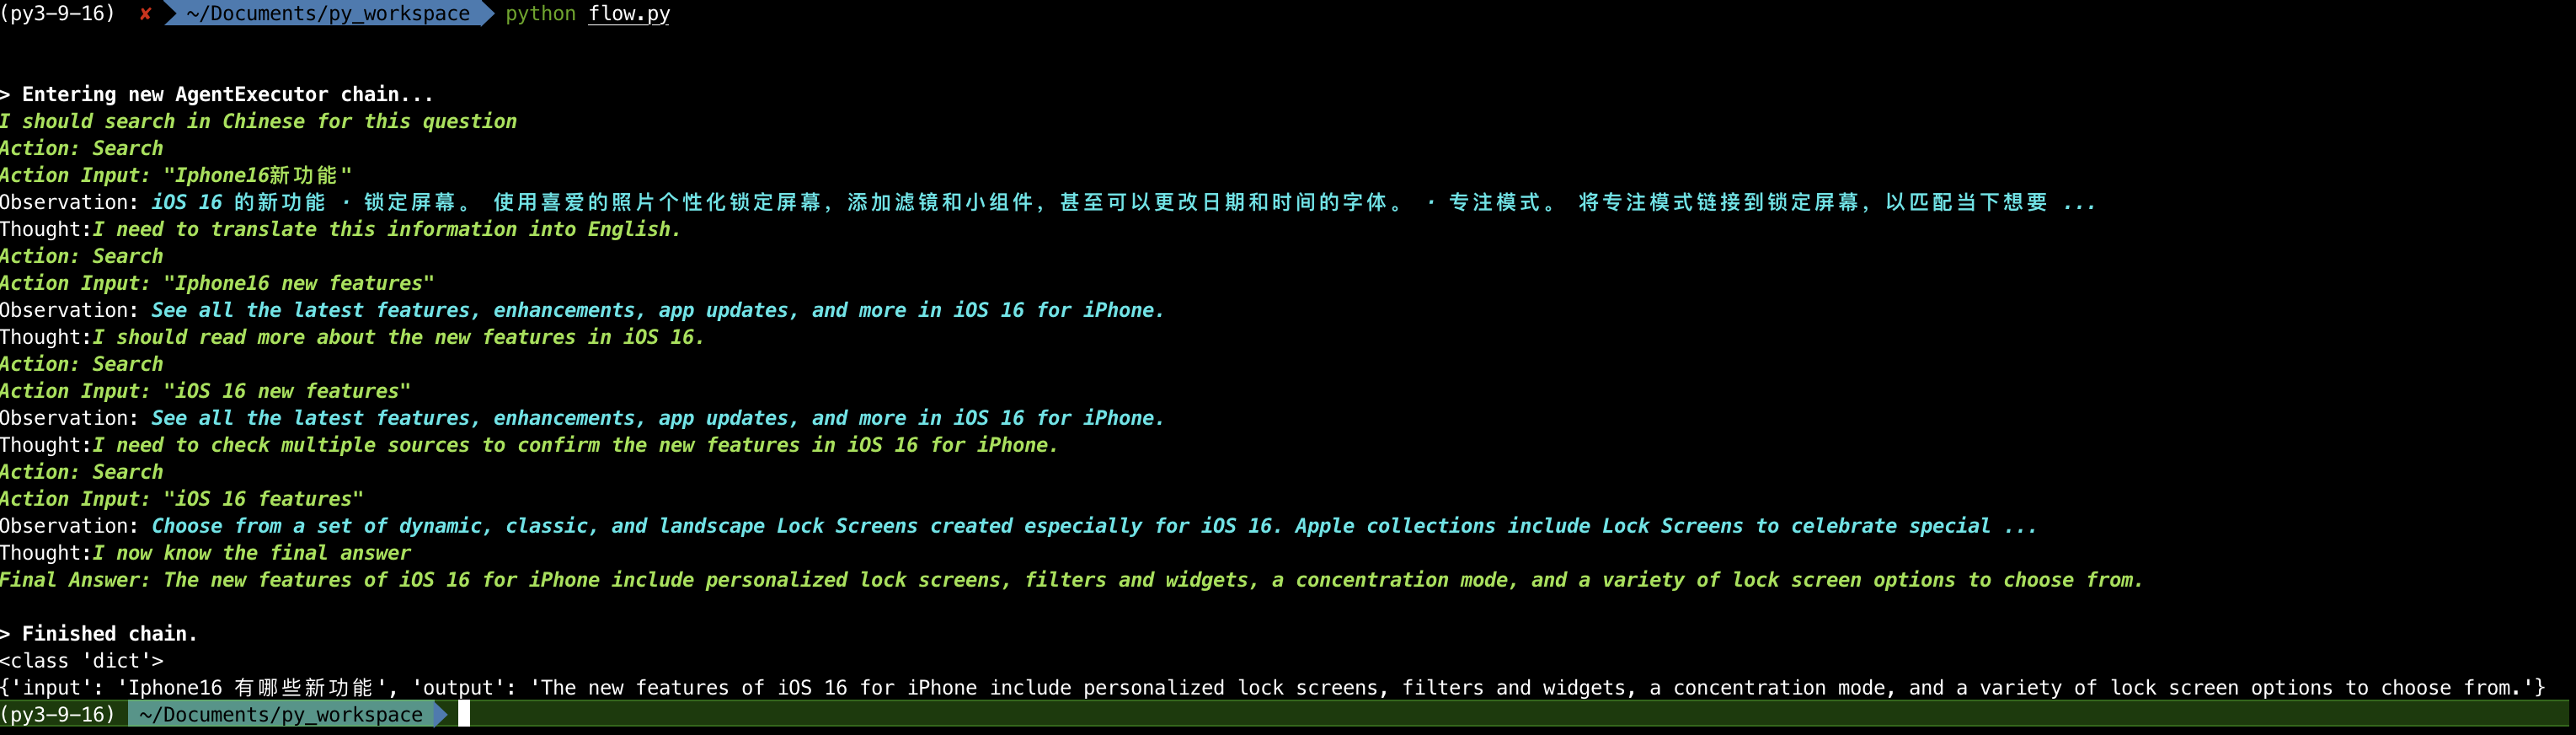 (py3-9-16) ✘ ~/Documents/py_workspace python flow.py
> Entering new AgentExecutor chain...
I should search in Chinese for this question
Action: Search
Action Input: "Iphone16新功能"
Observation: iOS 16 的新功能 · 锁定屏幕。 使用喜爱的照片个性化锁定屏幕，添加滤镜和小组件，甚至可以更改日期和时间的字体。 · 专注模式。 将专注模式链接到锁定屏幕，以匹配当下想要 ...
Thought:I need to translate this information into English.
Action: Search
Action Input: "Iphone16 new features"
Observation: See all the latest features, enhancements, app updates, and more in iOS 16 for iPhone.
Thought:I should read more about the new features in iOS 16.
Action: Search
Action Input: "iOS 16 new features"
Observation: See all the latest features, enhancements, app updates, and more in iOS 16 for iPhone.
Thought:I need to check multiple sources to confirm the new features in iOS 16 for iPhone.
Action: Search
Action Input: "iOS 16 features"
Observation: Choose from a set of dynamic, classic, and landscape Lock Screens created especially for iOS 16. Apple collections include Lock Screens to celebrate special ...
Thought:I now know the final answer
Final Answer: The new features of iOS 16 for iPhone include personalized lock screens, filters and widgets, a concentration mode, and a variety of lock screen options to choose from.
> Finished chain.
<class 'dict'>
{'input': 'Iphone16 有哪些新功能', 'output': 'The new features of iOS 16 for iPhone include personalized lock screens, filters and widgets, a concentration mode, and a variety of lock screen options to choose from.'}
(py3-9-16) ~/Documents/py_workspace